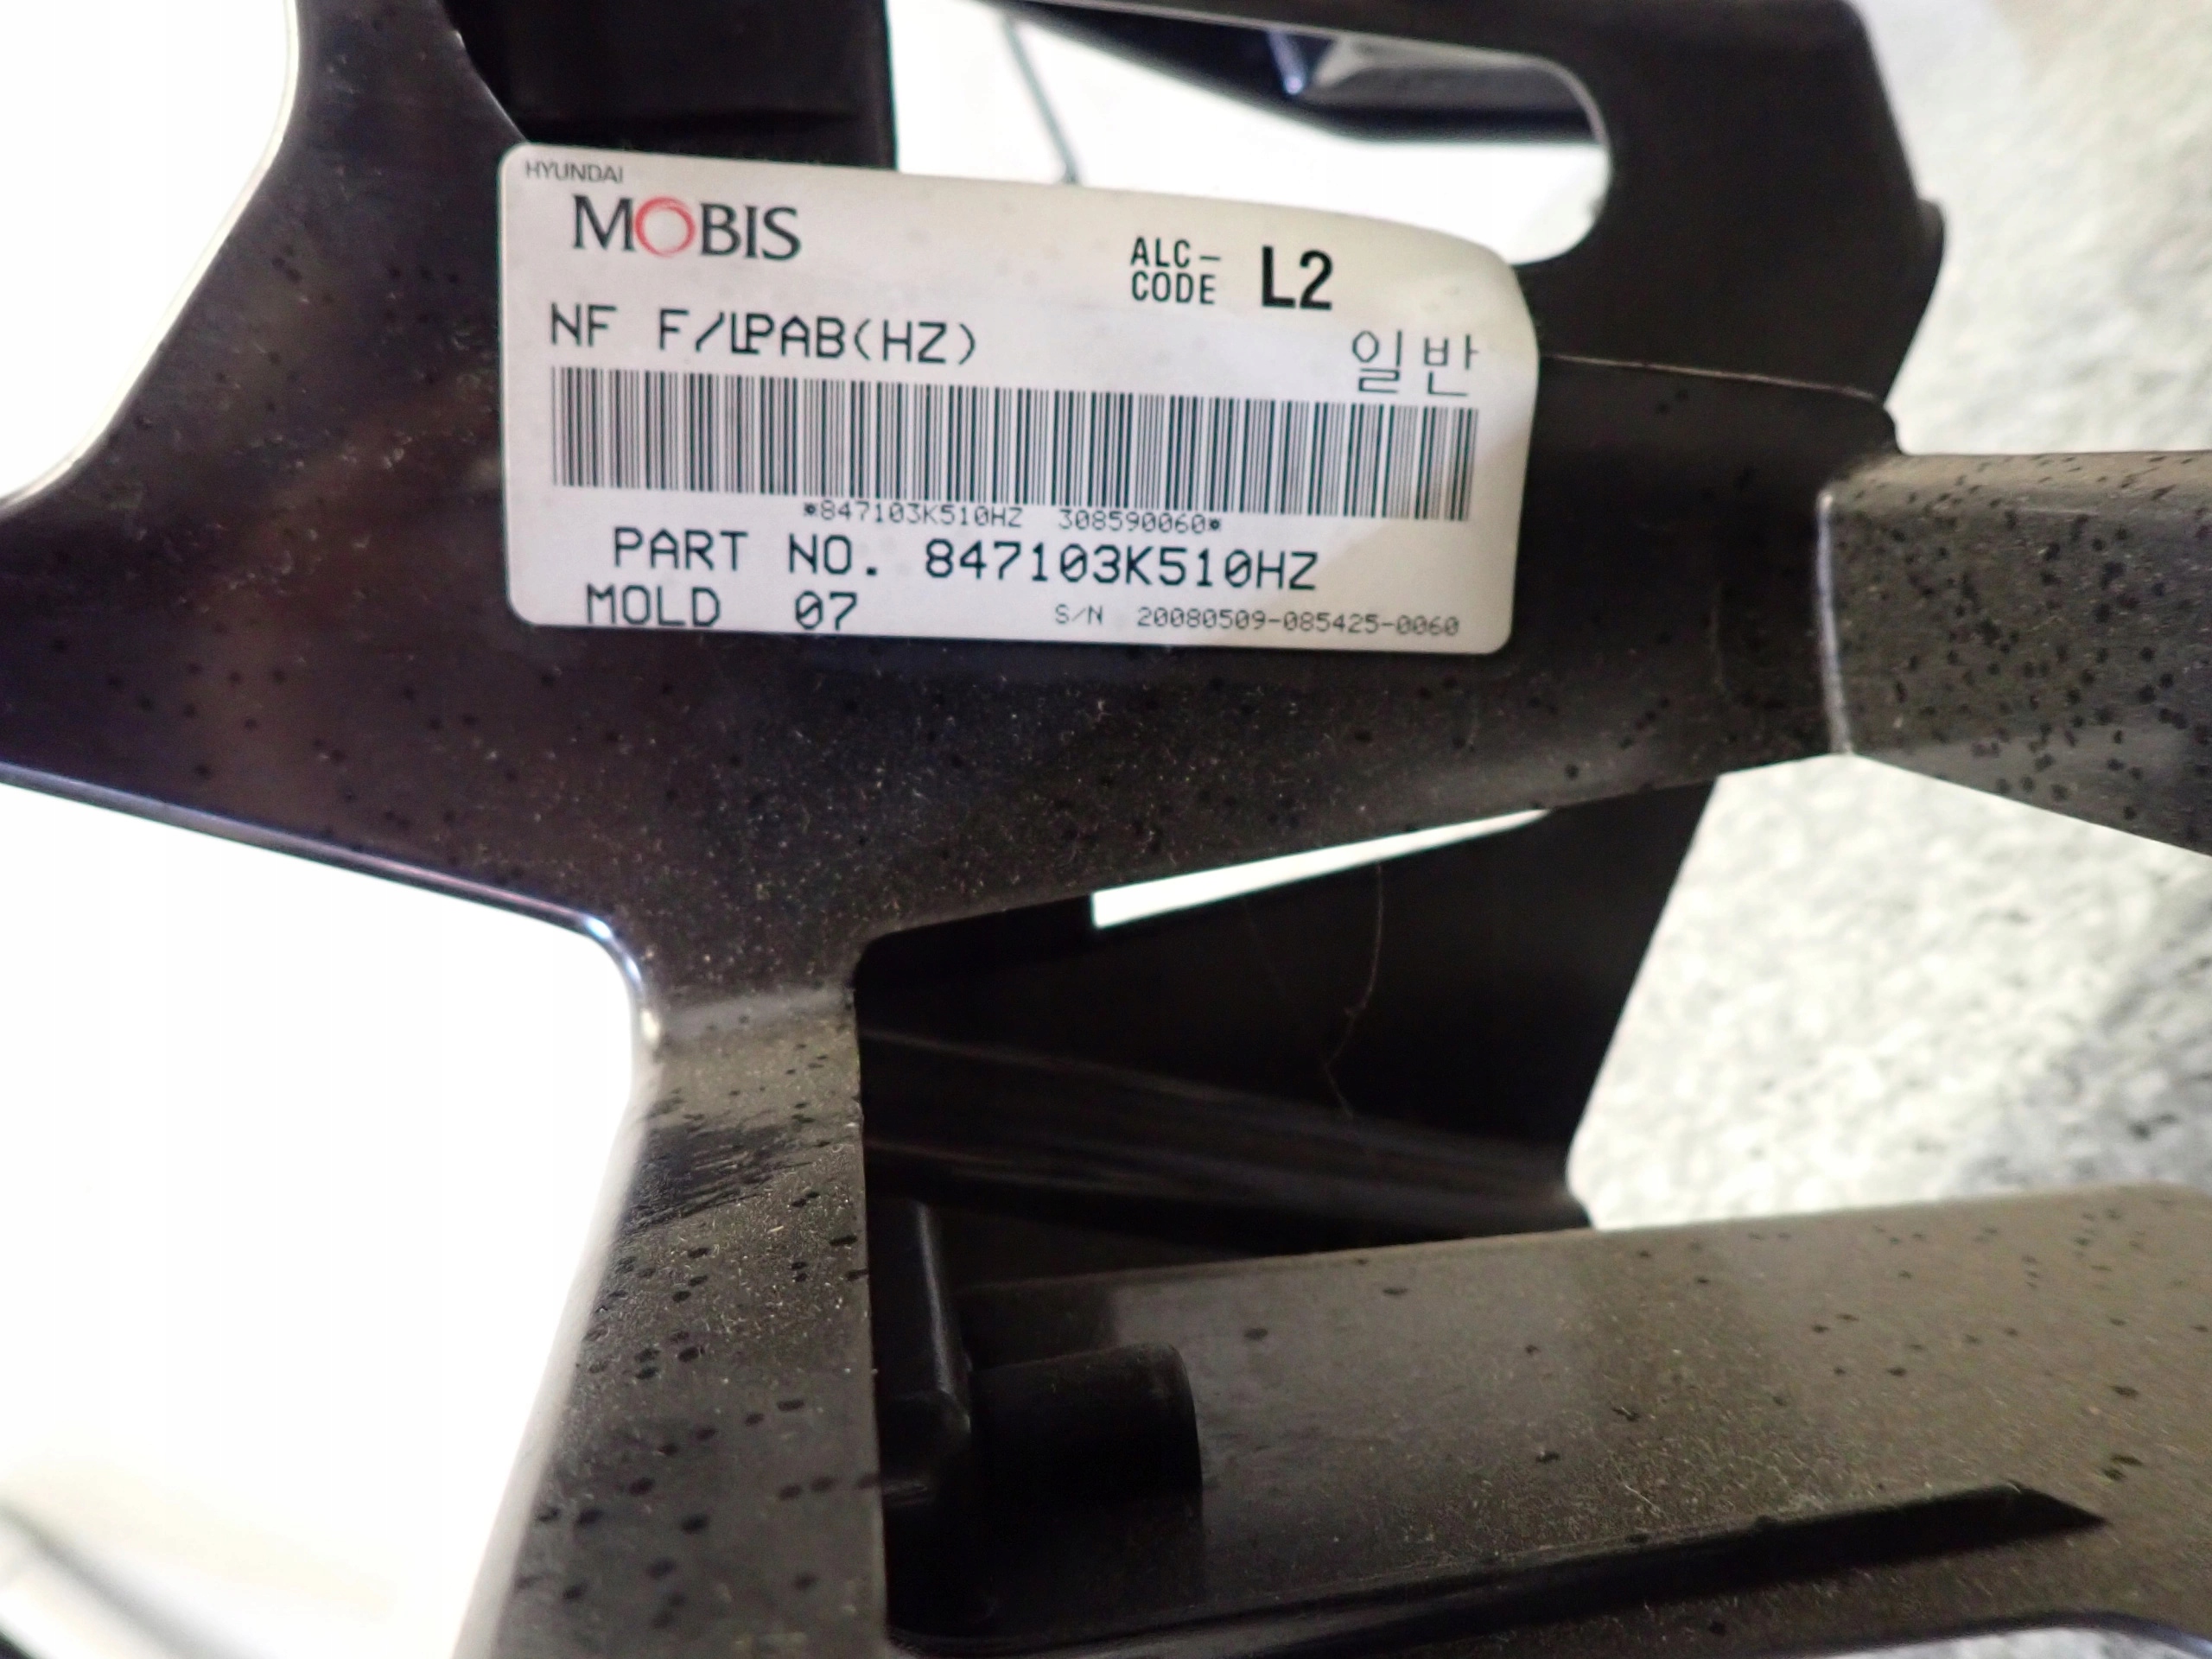 HYUNDAI
MOBIS
ALC-
CODE L2
NF F/LPAB(HZ)
일반
*847103K510HZ 308590060*
PART NO. 847103K510HZ
MOLD 07 S/N 20080509-085425-0060